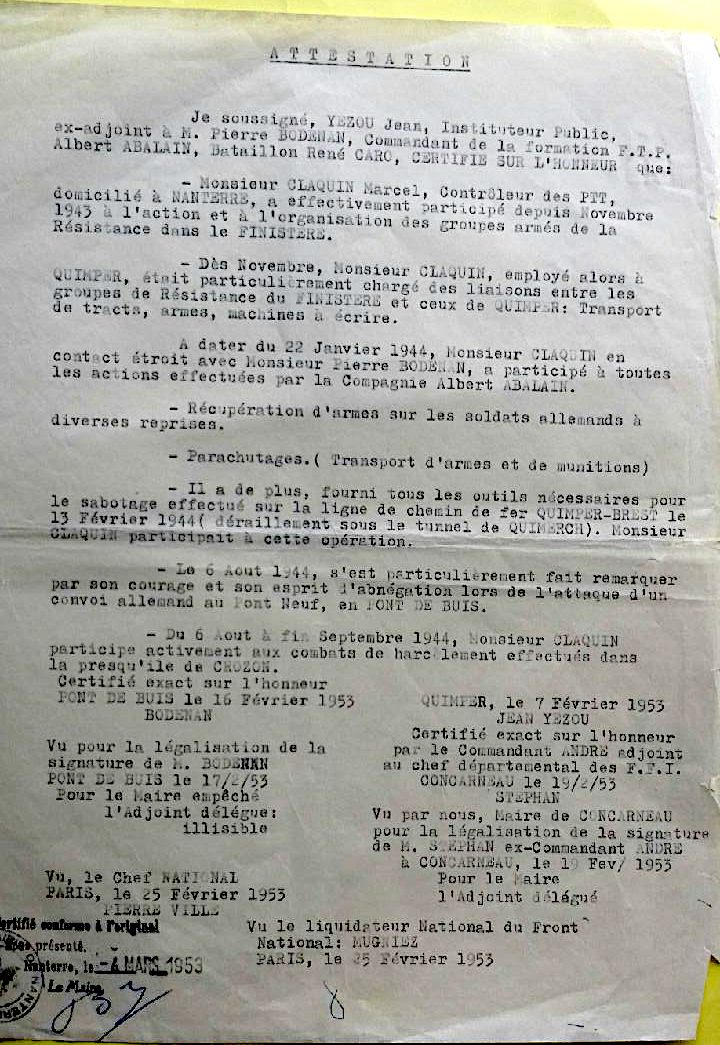 ATTESTATION
Je soussigné, YEZOU Jean, Instituteur Public,
ex-adjoint à M. Pierre BODENAN, Commandant de la formation F.T.P.
Albert ABALAIN, Bataillon René CARO, CERTIFIE SUR L'HONNEUR que:
- Monsieur CLAQUIN Marcel, Contrôleur des PTT,
domicilié à NANTERRE, a effectivement participé depuis Novembre
1943 à l'action et à l'organisation des groupes armés de la
Résistance dans le FINISTERE.
- Dès Novembre, Monsieur CLAQUIN, employé alors à
QUIMPER, était particulièrement chargé des liaisons entre les
groupes de Résistance du FINISTERE et ceux de QUIMPER: Transport
de tracts, armes, machines à écrire.
A dater du 22 Janvier 1944, Monsieur CLAQUIN en
contact étroit avec Monsieur Pierre BODENAN, a participé à toutes
les actions effectuées par la Compagnie Albert ABALAIN.
- Récupération d'armes sur les soldats allemands à
diverses reprises.
- Parachutages.( Transport d'armes et de munitions)
- Il a de plus, fourni tous les outils nécessaires pour
le sabotage effectué sur la ligne de chemin de fer QUIMPER-BREST le
13 Février 1944( déraillement sous le tunnel de QUIMERCH). Monsieur
CLAQUIN participait à cette opération.
- Le 6 Aout 1944, s'est particulièrement fait remarquer
par son courage et son esprit d'abnégation lors de l'attaque d'un
convoi allemand au Pont Neuf, en PONT DE BUIS.
- Du 6 Aout à fin Septembre 1944, Monsieur CLAQUIN
participe activement aux combats de harcèlement effectués dans
la presqu'ile de CROZON.
Certifié exact sur l'honneur
PONT DE BUIS le 16 Février 1953
BODENAN
QUIMPER, le 7 Février 1953
JEAN YEZOU
Certifié exact sur l'honneur
par le Commandant ANDRE adjoint
au chef départemental des F.F.I.
CONCARNEAU le 19/2/53
STEPHAN
Vu pour la légalisation de la
signature de M. BODENAN
PONT DE BUIS le 17/2/53
Pour le Maire empêché
l'Adjoint délégue:
illisible
Vu par nous, Maire de CONCARNEAU
pour la légalisation de la signature
de M. STEPHAN ex-Commandant ANDRE
à CONCARNEAU, le 19 Fev/ 1953
Pour le Maire
l'Adjoint délégué
Vu, le Chef NATIONAL
PARIS, le 25 Février 1953
PIERRE VILLE
Vu le liquidateur National du Front
National: MUGNIEZ
PARIS, le 25 Février 1953
certifié conforme à l'original
présenté.
Nanterre, le -4 MARS 1953
Le Maire,